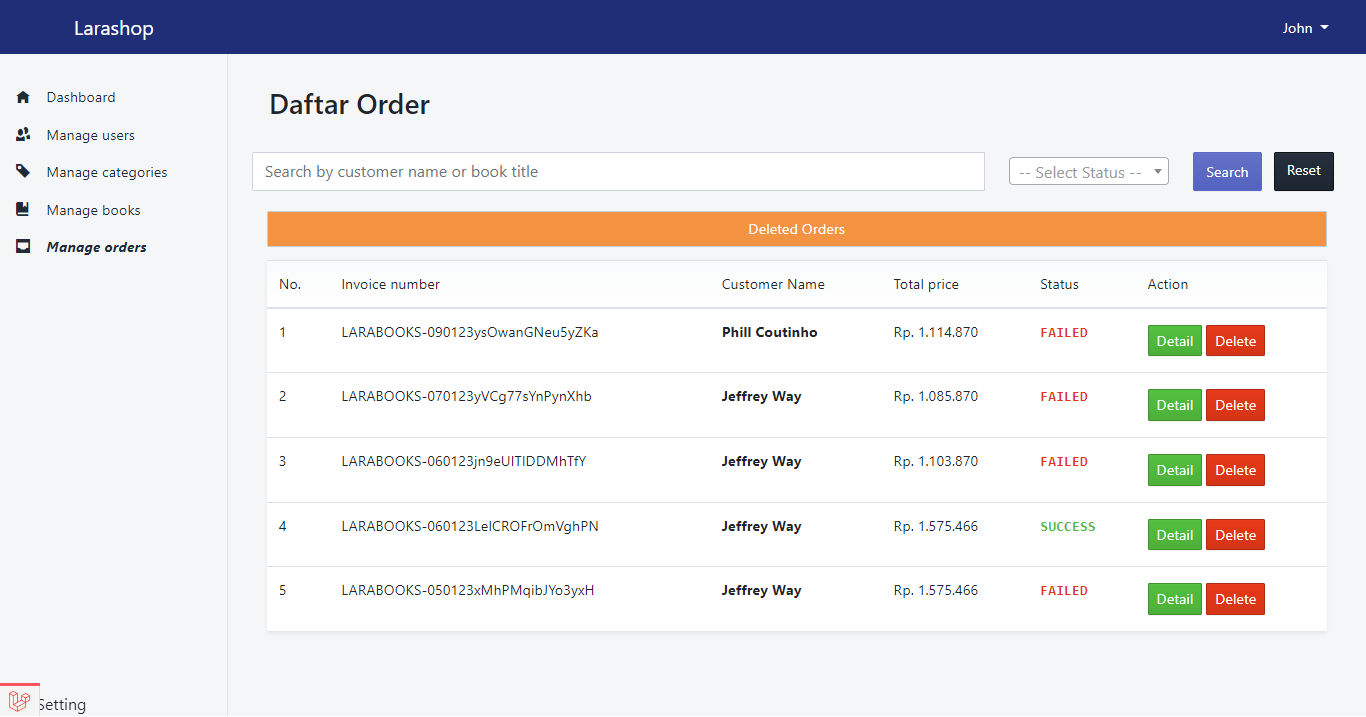 Larashop
John
Dashboard
Manage users
Manage categories
Manage books
Manage orders
Setting
Daftar Order
Search by customer name or book title
-- Select Status --
Search
Reset
Deleted Orders
No. Invoice number Customer Name Total price Status Action
1 LARABOOKS-090123ysOwanGNeu5yZKa Phill Coutinho Rp. 1.114.870 FAILED Detail Delete
2 LARABOOKS-070123yVCg77sYnPynXhb Jeffrey Way Rp. 1.085.870 FAILED Detail Delete
3 LARABOOKS-060123jn9eUITIDDMhTfY Jeffrey Way Rp. 1.103.870 FAILED Detail Delete
4 LARABOOKS-060123LeICROFrOmVghPN Jeffrey Way Rp. 1.575.466 SUCCESS Detail Delete
5 LARABOOKS-050123xMhPMqibJYo3yxH Jeffrey Way Rp. 1.575.466 FAILED Detail Delete